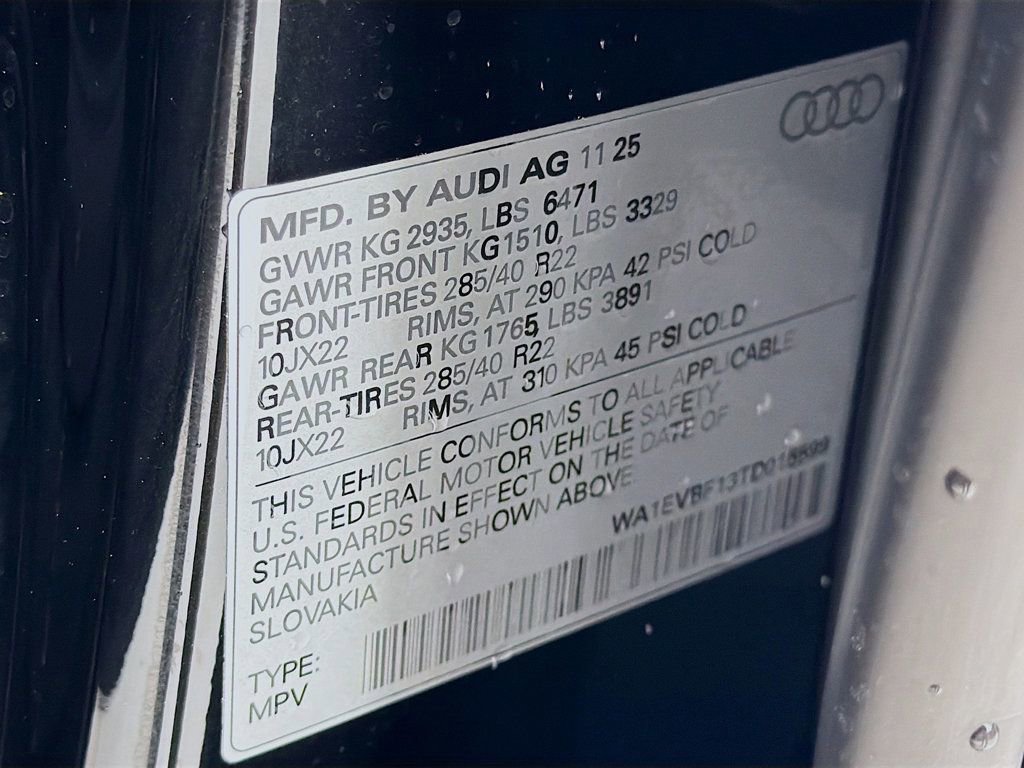 MFD. BY AUDI AG 11 25
GVWR KG 2935, LBS 6471
GAWR FRONT KG1510, LBS 3329
FRONT-TIRES 285/40 R22
10JX22 RIMS, AT 290 KPA 42 PSI COLD
GAWR REAR KG 1765, LBS 3891
REAR-TIRES 285/40 R22
10JX22 RIMS, AT 310 KPA 45 PSI COLD
THIS VEHICLE CONFORMS TO ALL APPLICABLE
U.S. FEDERAL MOTOR VEHICLE SAFETY
STANDARDS IN EFFECT ON THE DATE OF
MANUFACTURE SHOWN ABOVE.
SLOVAKIA
TYPE:
MPV